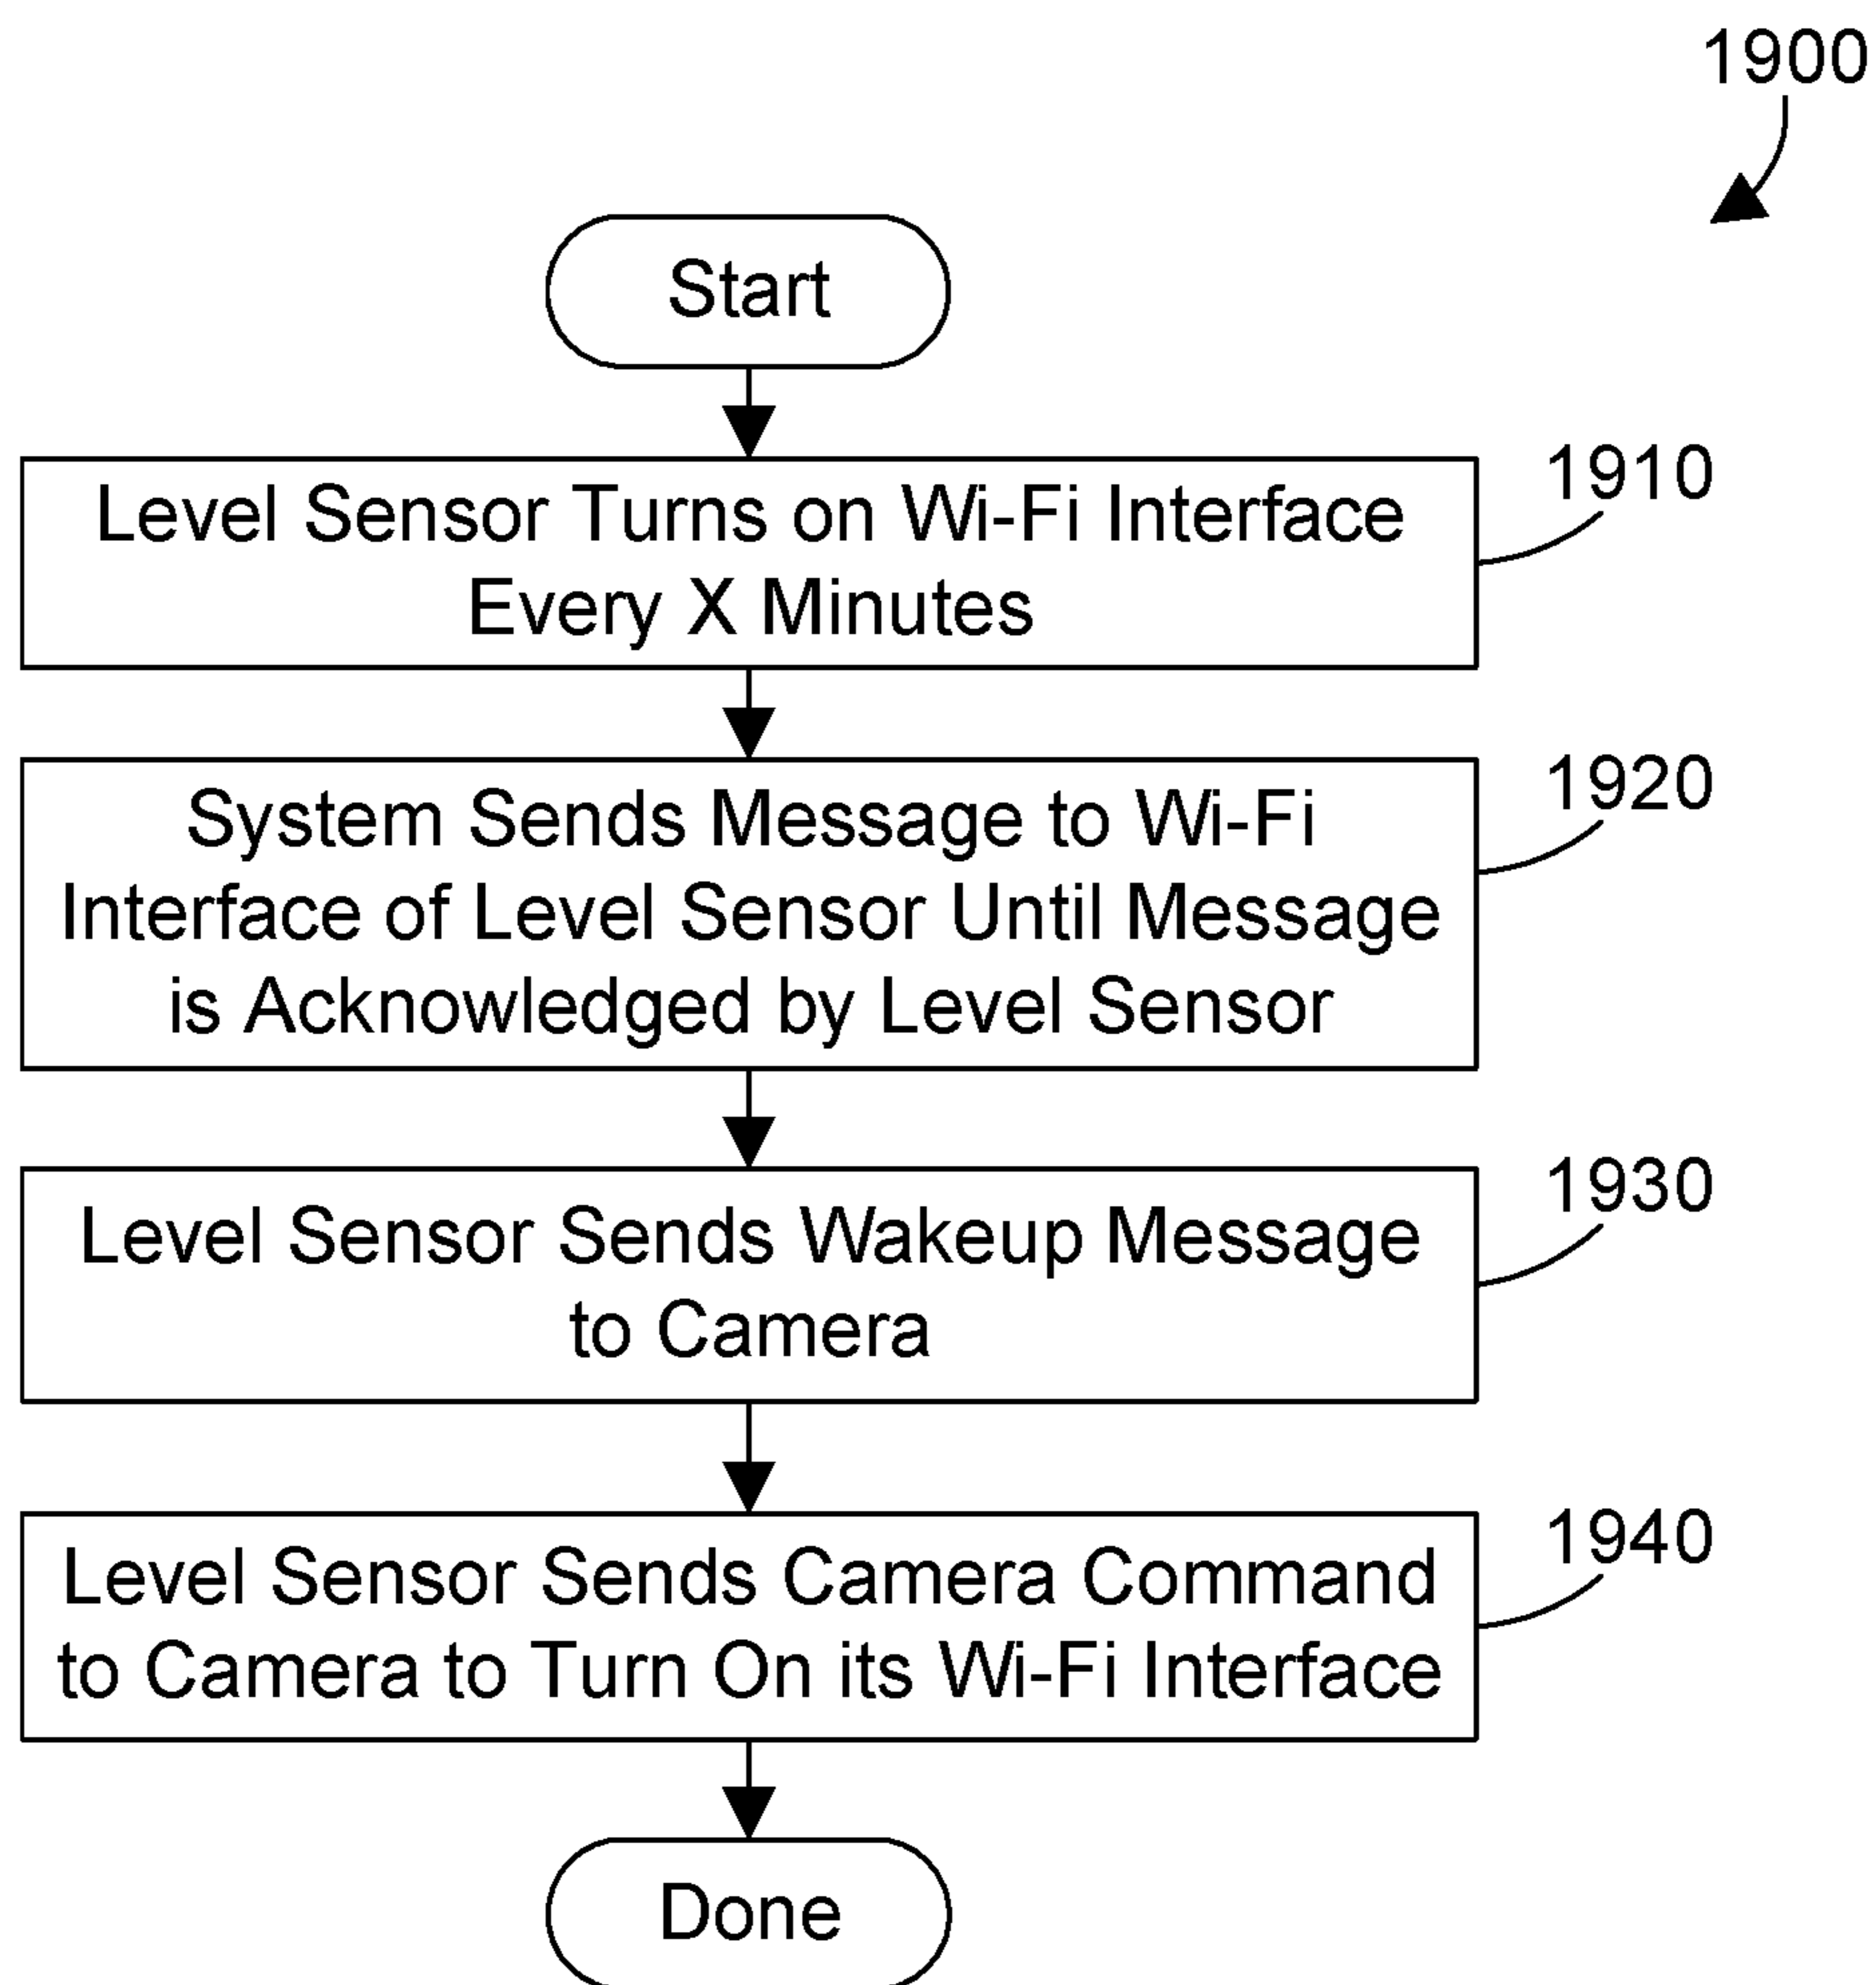 1900
Start
Level Sensor Turns on Wi-Fi Interface
Every X Minutes
1910
System Sends Message to Wi-Fi
Interface of Level Sensor Until Message
is Acknowledged by Level Sensor
1920
Level Sensor Sends Wakeup Message
to Camera
1930
Level Sensor Sends Camera Command
to Camera to Turn On its Wi-Fi Interface
1940
Done